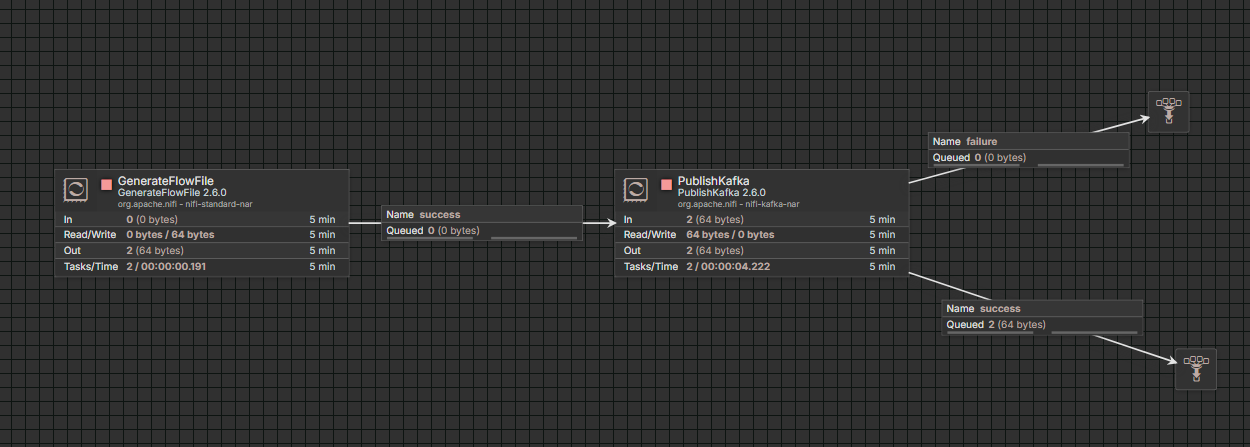 GenerateFlowFile
GenerateFlowFile 2.6.0
org.apache.nifi - nifi-standard-nar
In 0 (0 bytes) 5 min
Read/Write 0 bytes / 64 bytes 5 min
Out 2 (64 bytes) 5 min
Tasks/Time 2 / 00:00:00.191 5 min
Name success
Queued 0 (0 bytes)
PublishKafka
PublishKafka 2.6.0
org.apache.nifi - nifi-kafka-nar
In 2 (64 bytes) 5 min
Read/Write 64 bytes / 0 bytes 5 min
Out 2 (64 bytes) 5 min
Tasks/Time 2 / 00:00:04.222 5 min
Name failure
Queued 0 (0 bytes)
Name success
Queued 2 (64 bytes)